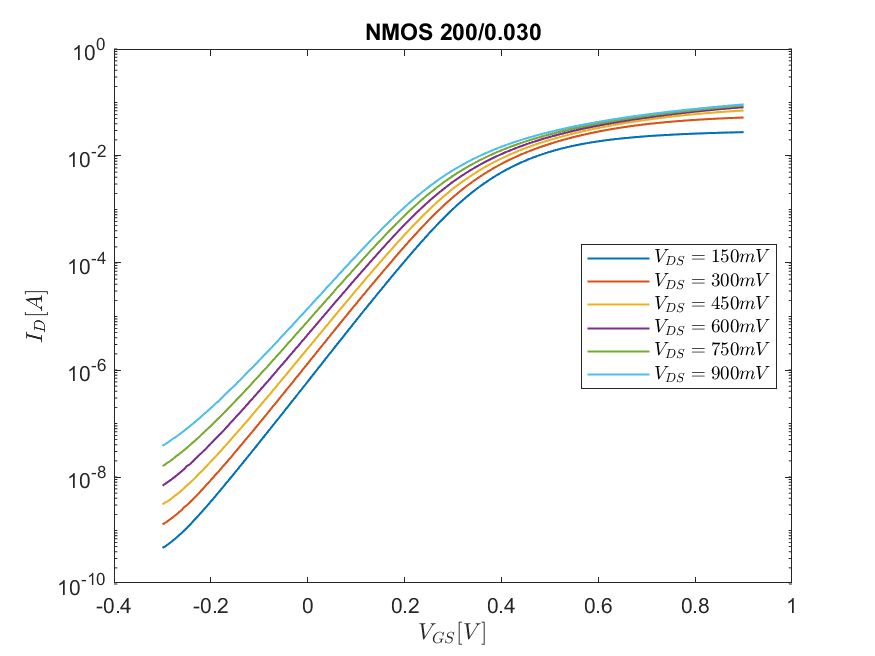 NMOS 200/0.030
10^0
10^-2
10^-4
10^-6
10^-8
10^-10
I_D[A]
V_DS = 150mV
V_DS = 300mV
V_DS = 450mV
V_DS = 600mV
V_DS = 750mV
V_DS = 900mV
-0.4 -0.2 0 0.2 0.4 0.6 0.8 1
V_GS[V]